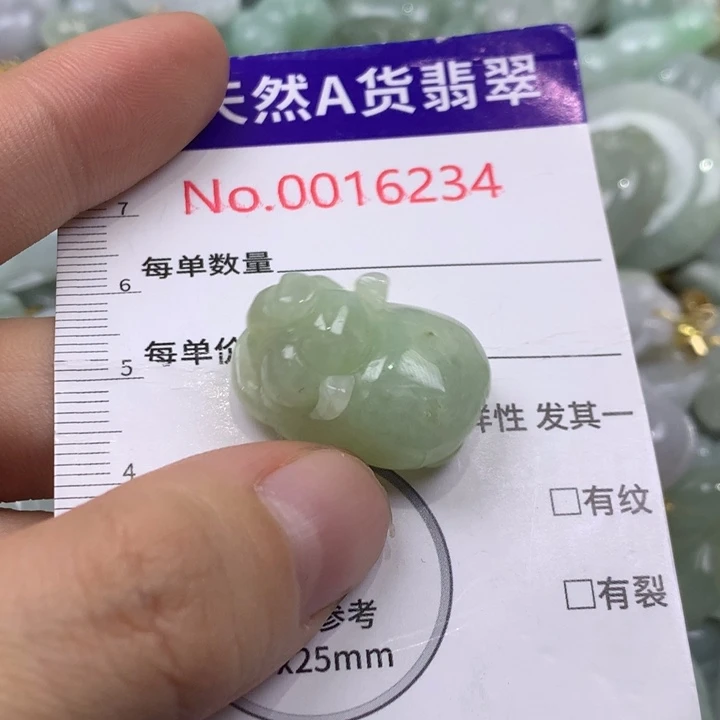 天然A货翡翠
No.0016234
7
每单数量
6
每单价
5
样性 发其一
4
□有纹
□有裂
参考
x25mm